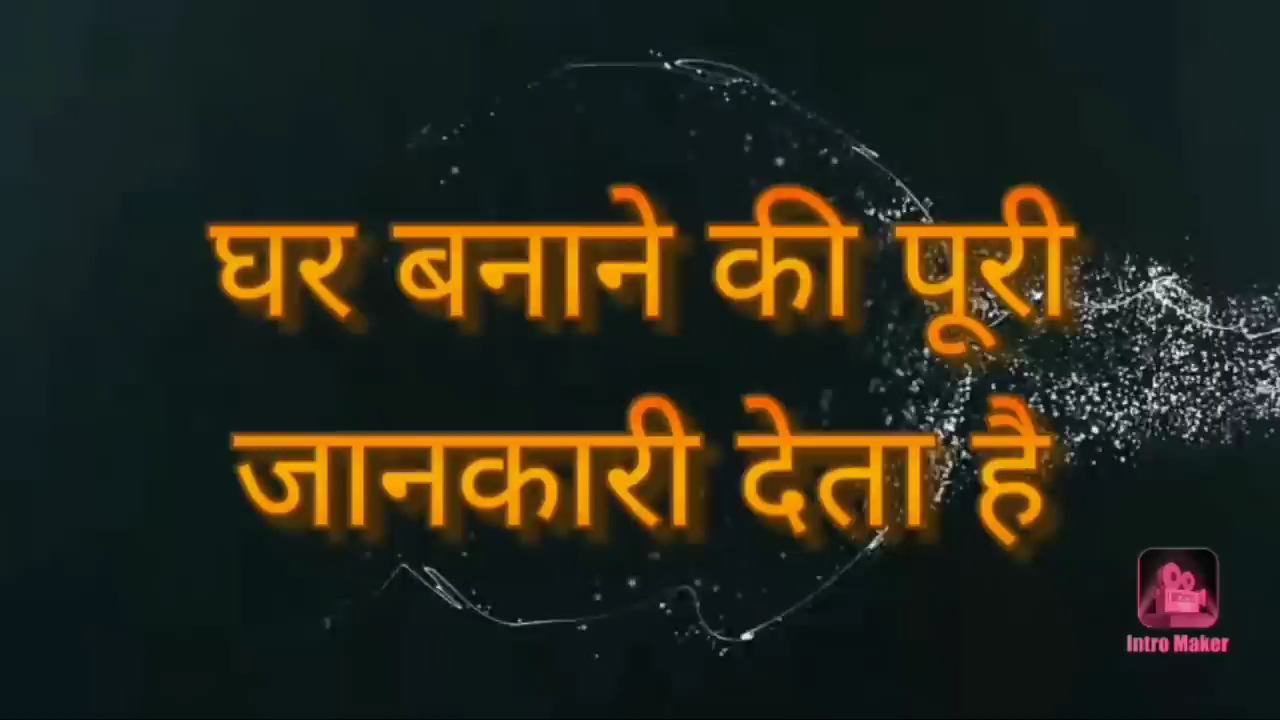 घर बनाने की पूरी
जानकारी देता है
Intro Maker